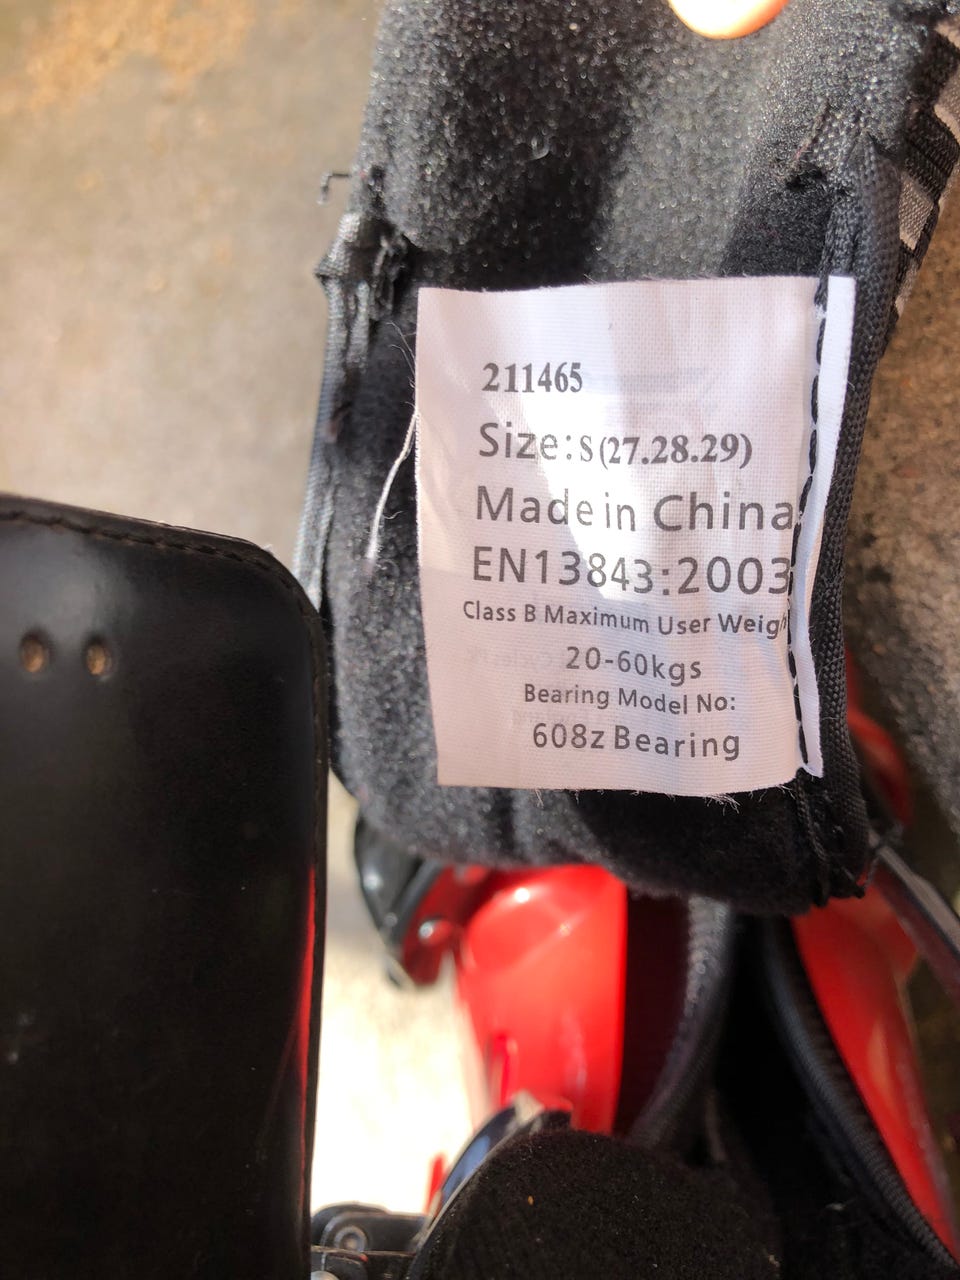 211465
Size:S(27.28.29)
Made in China
EN13843:2003
Class B Maximum User Weigh
20-60kgs
Bearing Model No:
608z Bearing